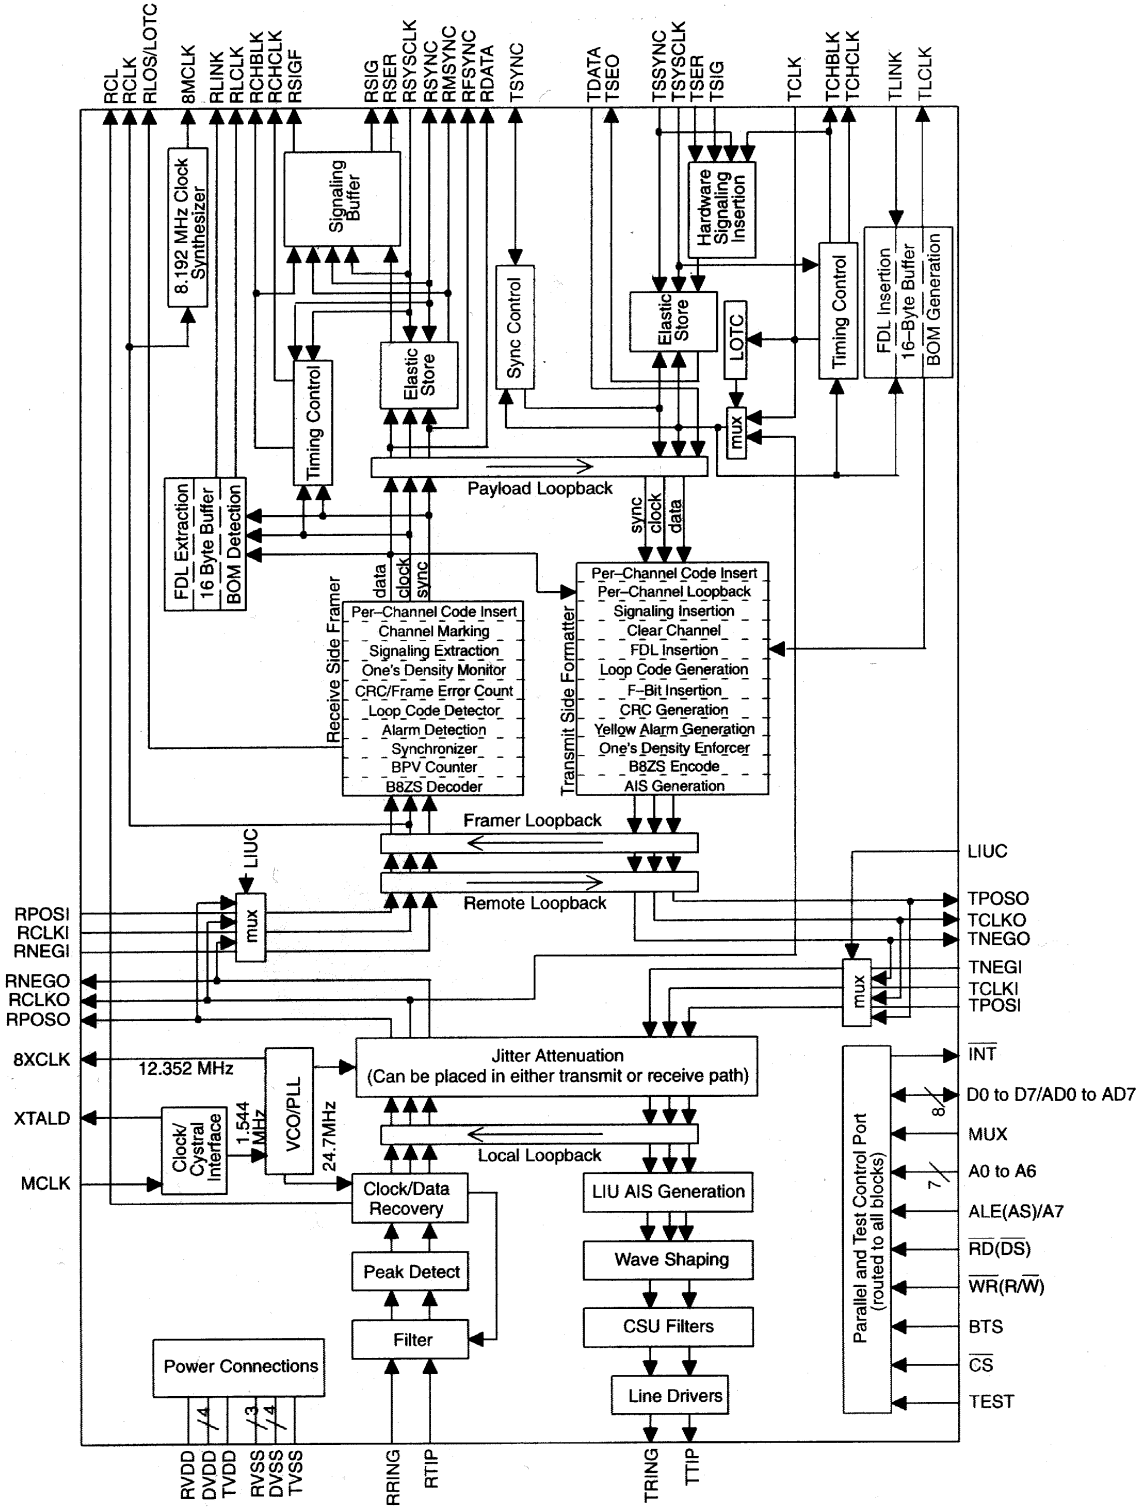 RCL
RCLK
RLOS/LOTC
8MCLK
RLINK
RLCLK
RCHBLK
RCHCLK
RSIGF
RSIG
RSER
RSYSCLK
RSYNC
RMSYNC
RFSYNC
RDATA
TSYNC
TDATA
TSEO
TSSYNC
TSYSCLK
TSER
TSIG
TCLK
TCHBLK
TCHCLK
TLINK
TLCLK
8.192 MHz Clock
Synthesizer
Signaling
Buffer
Hardware
Signaling
Insertion
Sync Control
Elastic
Store
Elastic
Store
LOTC
Timing Control
FDL Insertion
16–Byte Buffer
BOM Generation
Timing Control
mux
Payload Loopback
FDL Extraction
16 Byte Buffer
BOM Detection
sync
clock
data
data
clock
sync
Receive Side Framer
Per–Channel Code Insert
Channel Marking
Signaling Extraction
One's Density Monitor
CRC/Frame Error Count
Loop Code Detector
Alarm Detection
Synchronizer
BPV Counter
B8ZS Decoder
Transmit Side Formatter
Per–Channel Code Insert
Per–Channel Loopback
Signaling Insertion
Clear Channel
FDL Insertion
Loop Code Generation
F–Bit Insertion
CRC Generation
Yellow Alarm Generation
One's Density Enforcer
B8ZS Encode
AIS Generation
Framer Loopback
LIUC
LIUC
Remote Loopback
mux
RPOSI
RCLKI
RNEGI
RNEGO
RCLKO
RPOSO
TPOSO
TCLKO
TNEGO
TNEGI
TCLKI
TPOSI
mux
8XCLK
12.352 MHz
Jitter Attenuation
(Can be placed in either transmit or receive path)
XTALD
MCLK
Clock/
Cystral
Interface
1.544
MHz
VCO/PLL
24.7MHz
Local Loopback
Clock/Data
Recovery
LIU AIS Generation
Peak Detect
Wave Shaping
Filter
CSU Filters
Line Drivers
Power Connections
4
3
4
RVDD
DVDD
TVDD
RVSS
DVSS
TVSS
RRING
RTIP
TRING
TTIP
Parallel and Test Control Port
(routed to all blocks)
INT
8
D0 to D7/AD0 to AD7
MUX
7
A0 to A6
ALE(AS)/A7
RD(DS)
WR(R/W)
BTS
CS
TEST